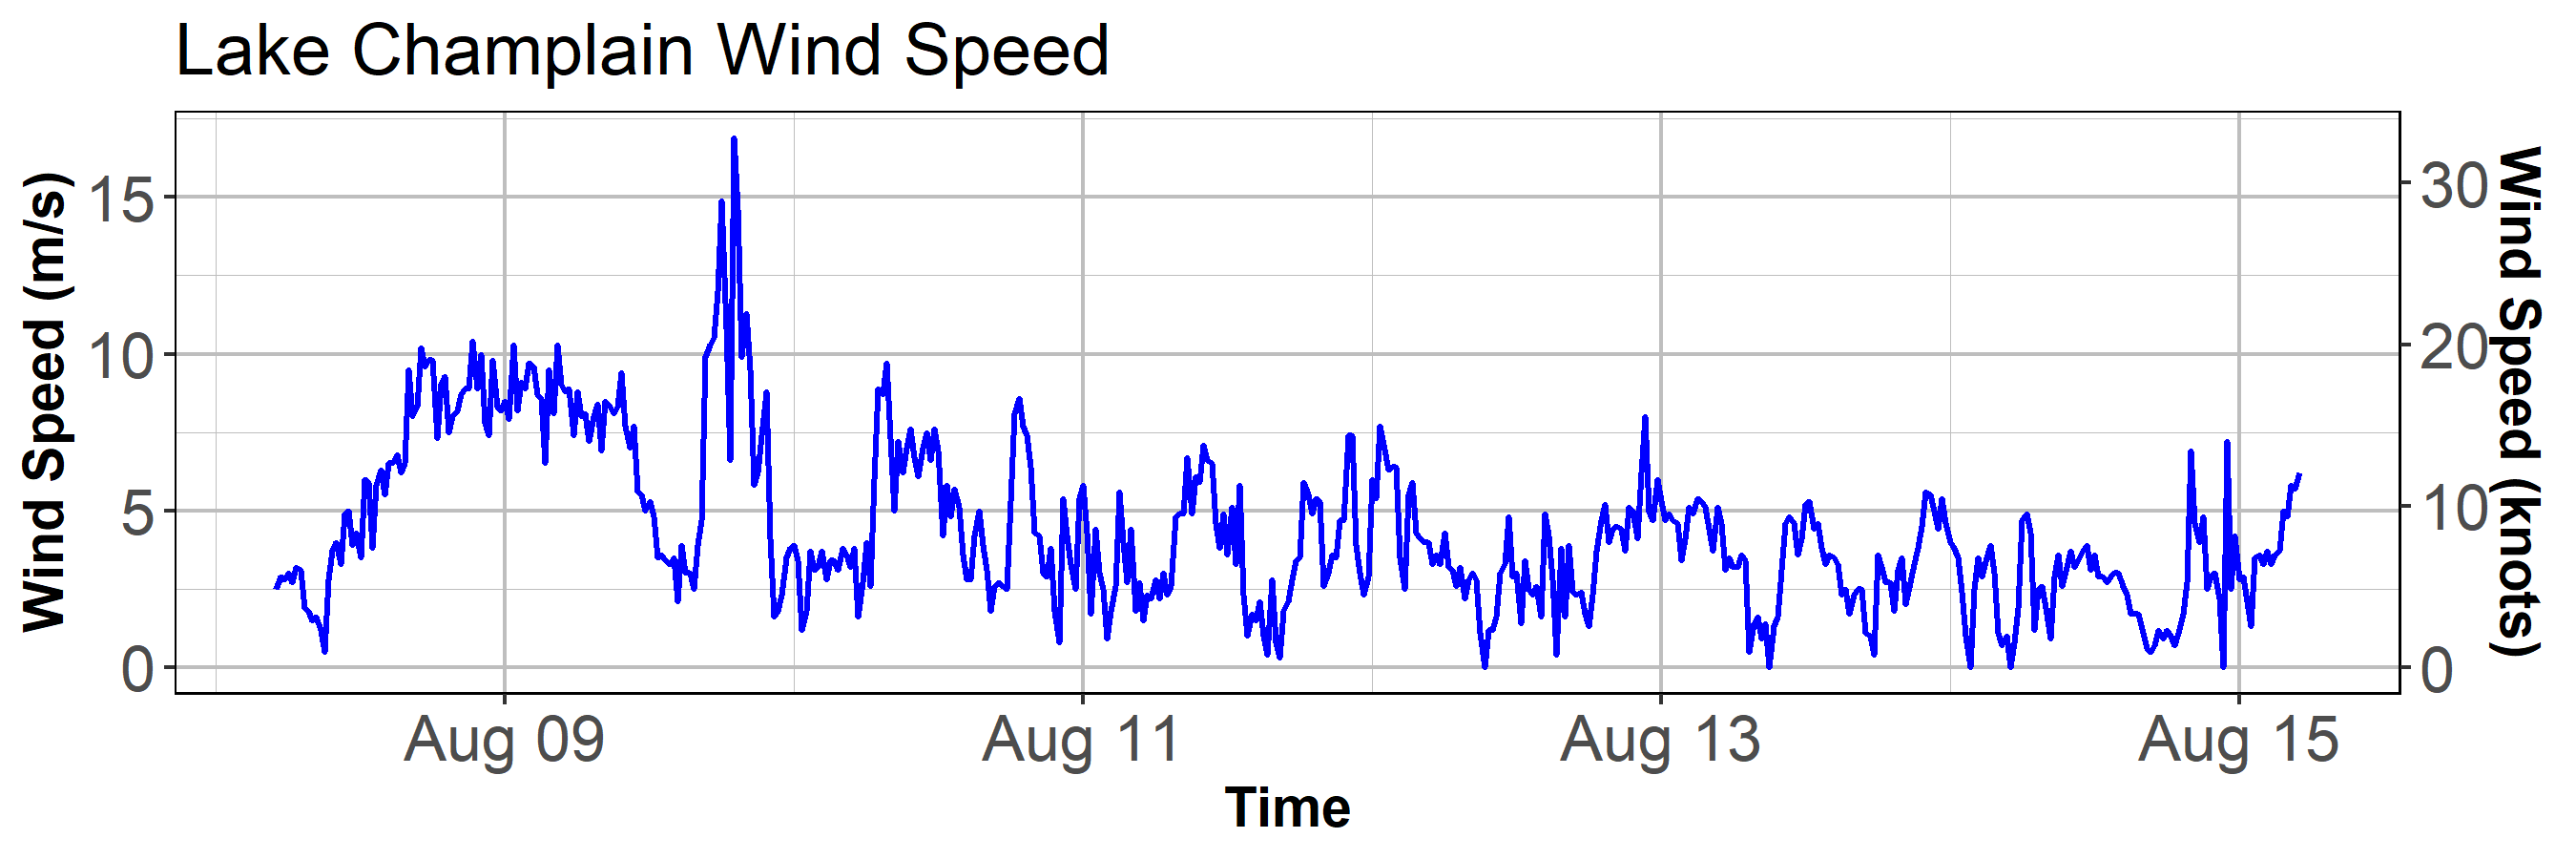 Lake Champlain Wind Speed
Wind Speed (m/s)
15
10
5
0
30
20
10
0
Wind Speed (knots)
Aug 09
Aug 11
Aug 13
Aug 15
Time